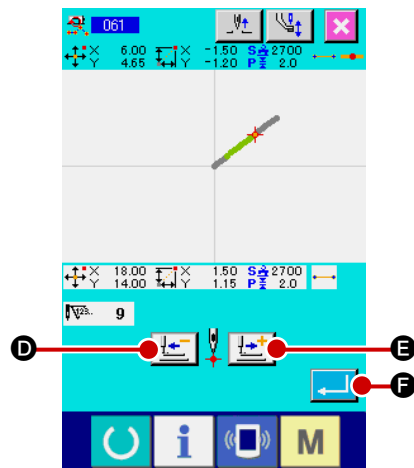 061
X 6.00 X -1.50 S 2700
Y 4.65 Y -1.20 P 2.0
X 18.00 X 1.50 S 2700
Y 14.00 Y 1.15 P 2.0
123.. 9
D E
F
i M